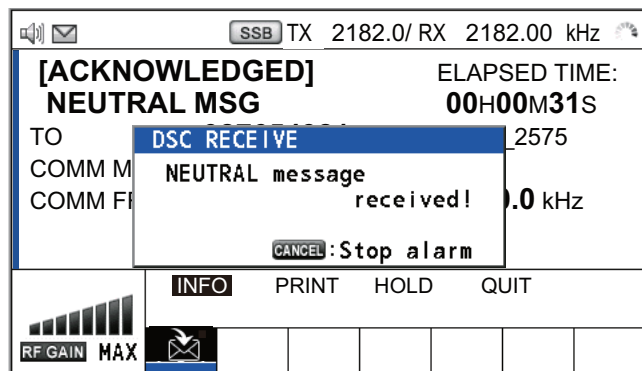 SSB TX 2182.0/ RX 2182.00 kHz
[ACKNOWLEDGED] ELAPSED TIME:
NEUTRAL MSG 00H00M31S
TO _2575
DSC RECEIVE
COMM M
NEUTRAL message
received!
COMM FR .0 kHz
CANCEL:Stop alarm
INFO PRINT HOLD QUIT
RF GAIN MAX